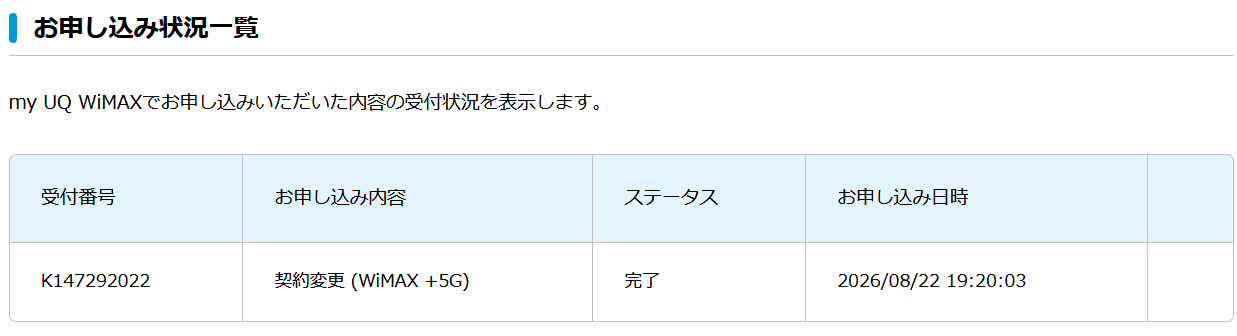 お申し込み状況一覧
my UQ WiMAXでお申し込みいただいた内容の受付状況を表示します。
受付番号 お申し込み内容 ステータス お申し込み日時
K147292022 契約変更 (WiMAX +5G) 完了 2026/08/22 19:20:03